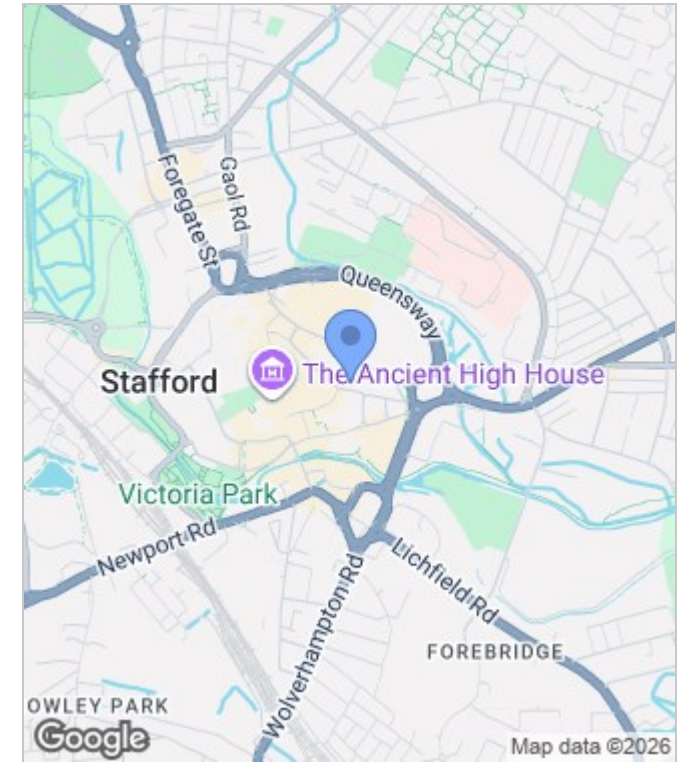 Foregate St
Gaol Rd
Queensway
Stafford
The Ancient High House
Victoria Park
Newport Rd
Lichfield Rd
Wolverhampton Rd
FOREBRIDGE
OWLEY PARK
Google
Map data ©2026